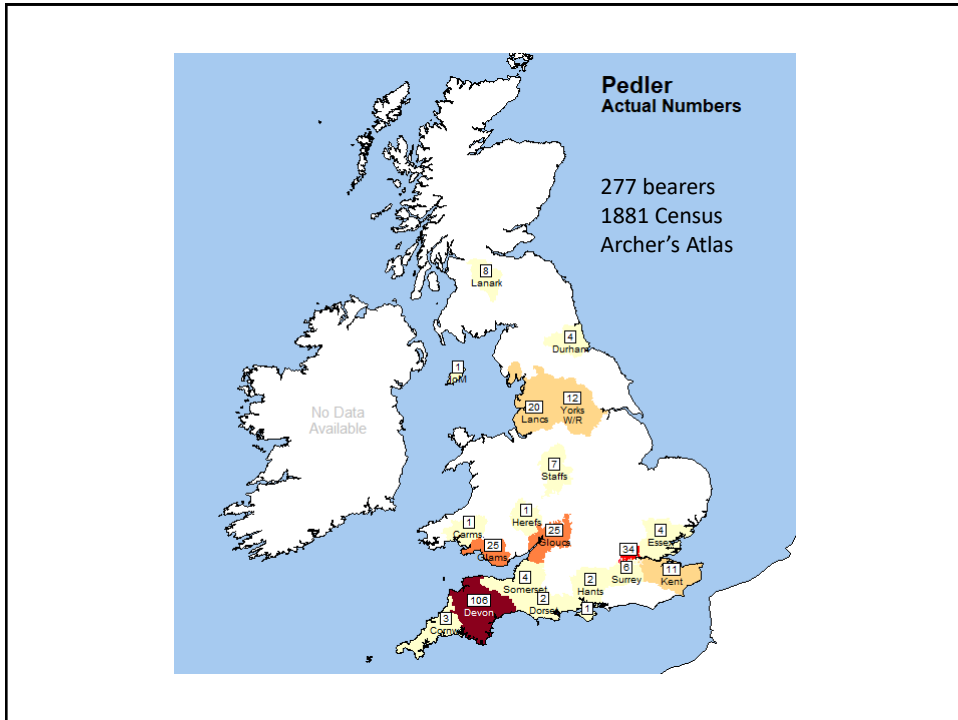 Pedler
Actual Numbers
277 bearers
1881 Census
Archer's Atlas
8
Lanark
4
Durham
1
IoM
No Data
Available
20
Lancs
12
Yorks
W/R
7
Staffs
1
Herefs
1
Carms
25
Glams
25
Gloucs
4
Essex
34
6
Surrey
11
Kent
4
Somerset
2
Hants
2
Dorset
1
106
Devon
3
Cornw